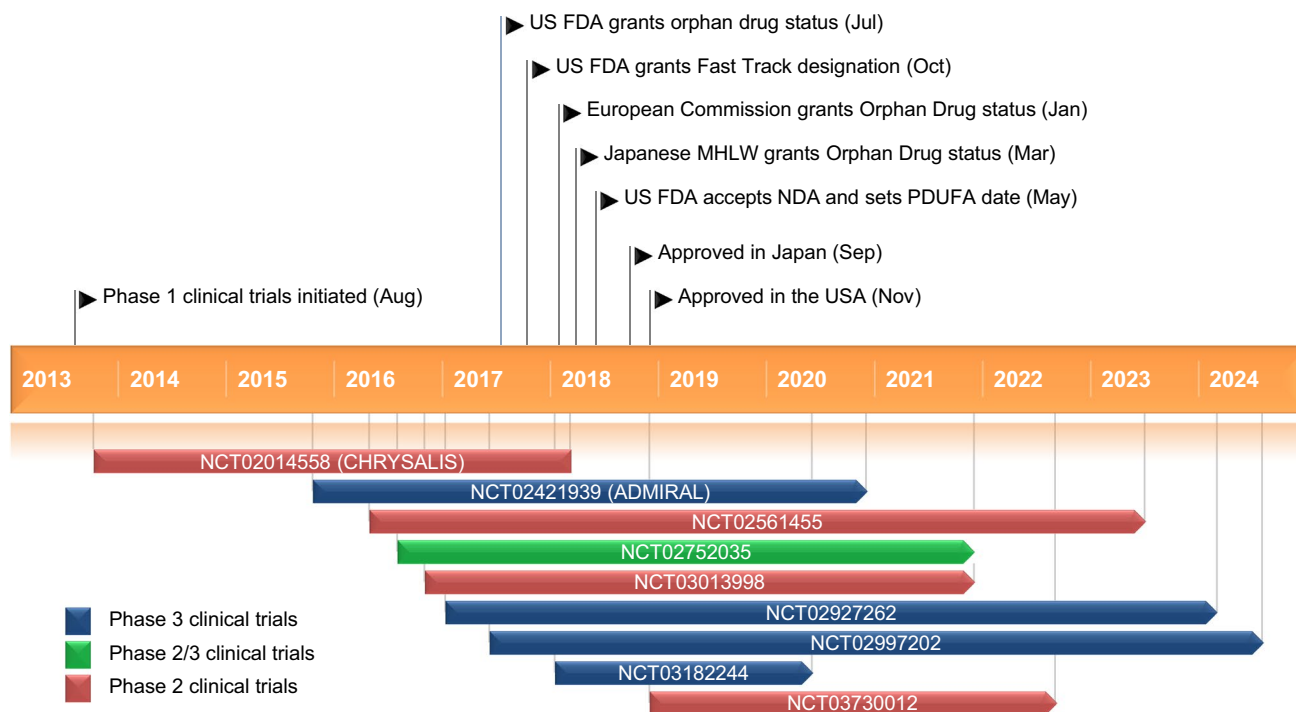 US FDA grants orphan drug status (Jul)
US FDA grants Fast Track designation (Oct)
European Commission grants Orphan Drug status (Jan)
Japanese MHLW grants Orphan Drug status (Mar)
US FDA accepts NDA and sets PDUFA date (May)
Approved in Japan (Sep)
Phase 1 clinical trials initiated (Aug)
Approved in the USA (Nov)
2013 2014 2015 2016 2017 2018 2019 2020 2021 2022 2023 2024
NCT02014558 (CHRYSALIS)
NCT02421939 (ADMIRAL)
NCT02561455
NCT02752035
NCT03013998
NCT02927262
NCT02997202
NCT03182244
NCT03730012
Phase 3 clinical trials
Phase 2/3 clinical trials
Phase 2 clinical trials